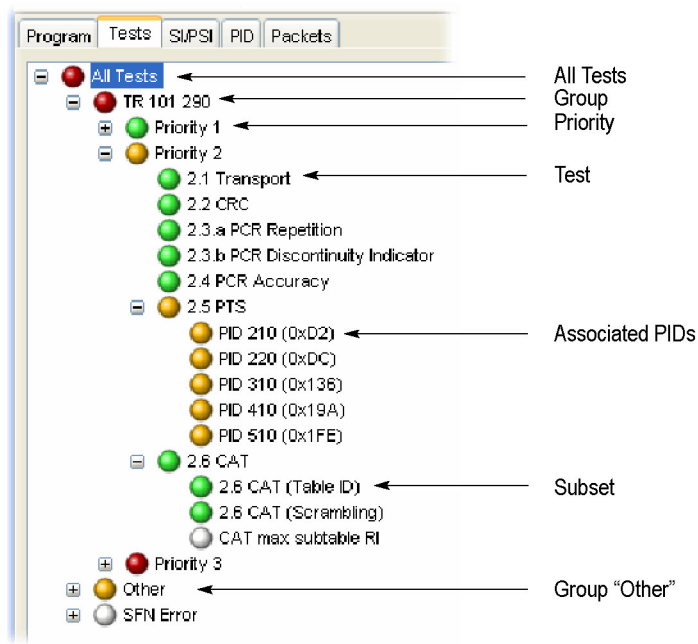 Program Tests SI/PSI PID Packets
All Tests All Tests
TR 101 290 Group
Priority 1 Priority
Priority 2
2.1 Transport Test
2.2 CRC
2.3.a PCR Repetition
2.3.b PCR Discontinuity Indicator
2.4 PCR Accuracy
2.5 PTS
PID 210 (0xD2) Associated PIDs
PID 220 (0xDC)
PID 310 (0x136)
PID 410 (0x19A)
PID 510 (0x1FE)
2.6 CAT
2.6 CAT (Table ID) Subset
2.6 CAT (Scrambling)
CAT max subtable RI
Priority 3
Other Group “Other”
SFN Error